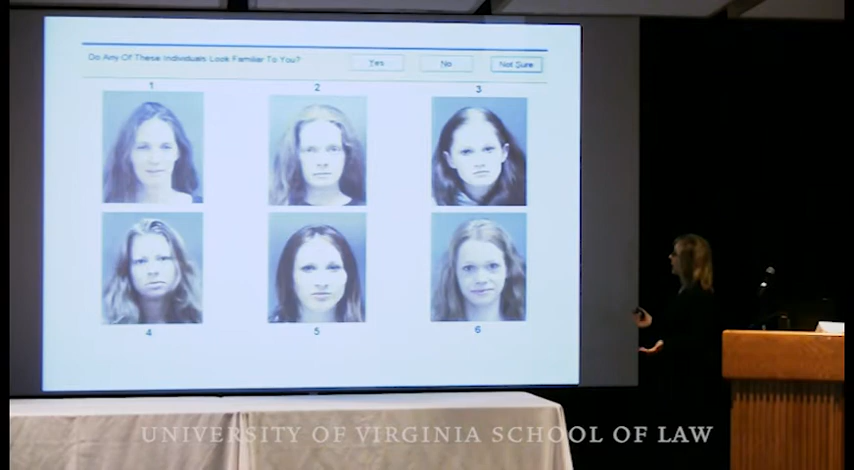 Do Any Of These Individuals Look Familiar To You?
Yes
No
Not Sure
1
2
3
4
5
6
UNIVERSITY OF VIRGINIA SCHOOL OF LAW